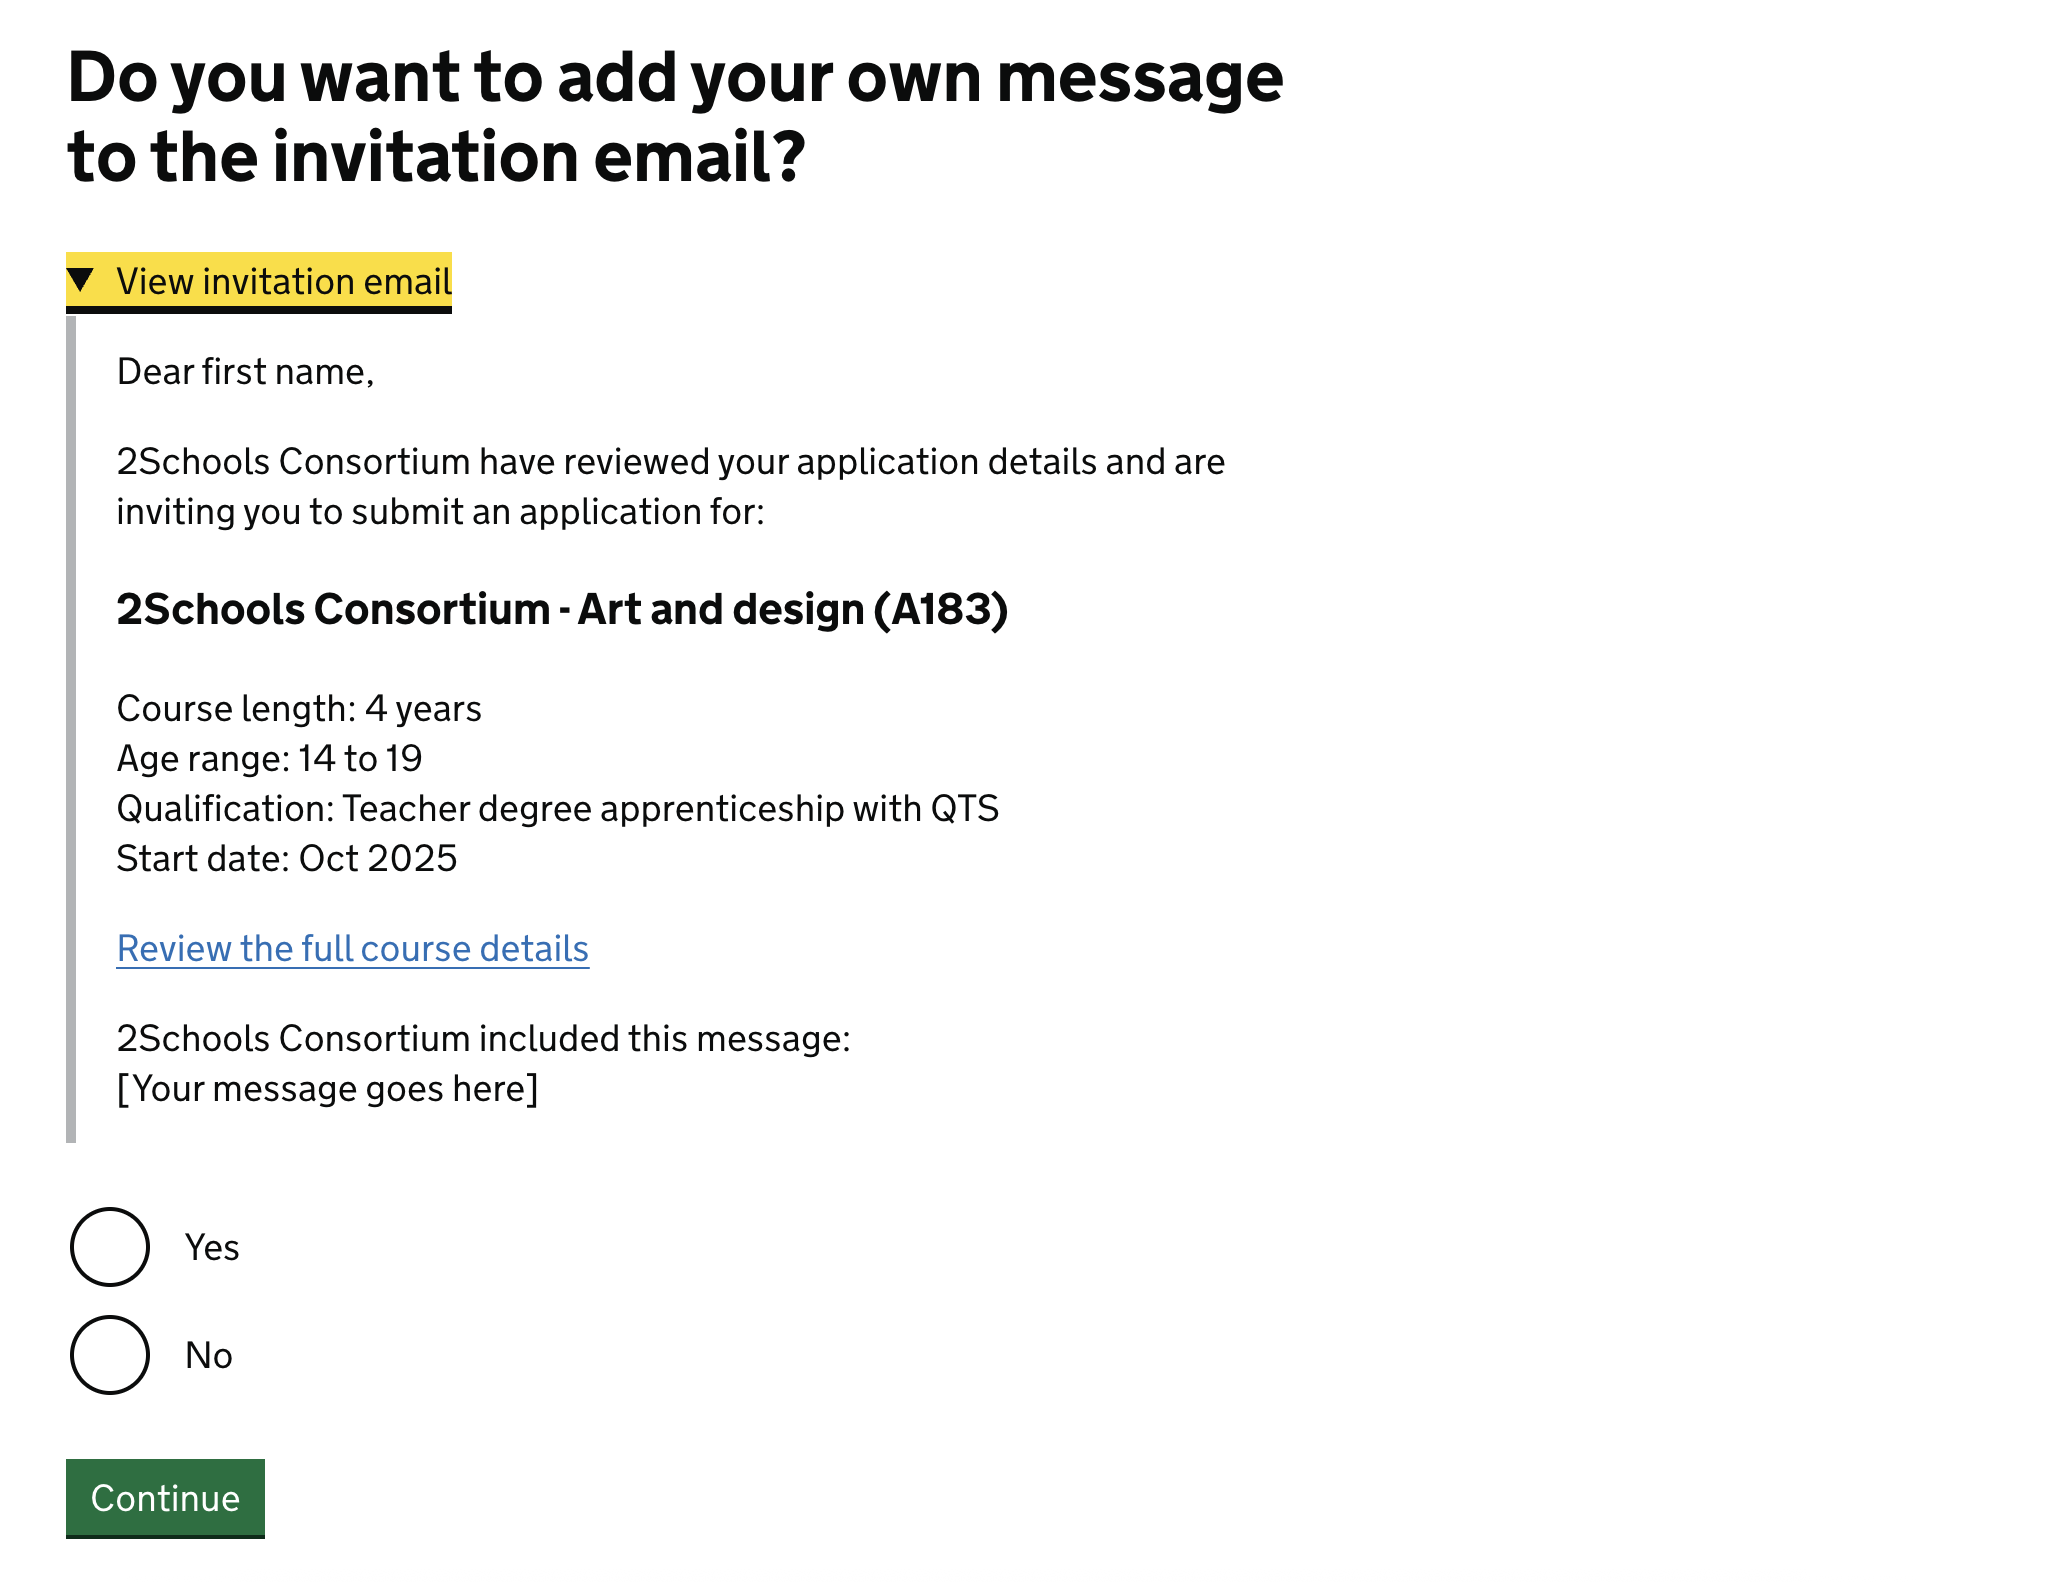 Do you want to add your own message
to the invitation email?
View invitation email
Dear first name,
2Schools Consortium have reviewed your application details and are
inviting you to submit an application for:
2Schools Consortium - Art and design (A183)
Course length: 4 years
Age range: 14 to 19
Qualification: Teacher degree apprenticeship with QTS
Start date: Oct 2025
Review the full course details
2Schools Consortium included this message:
[Your message goes here]
Yes
No
Continue